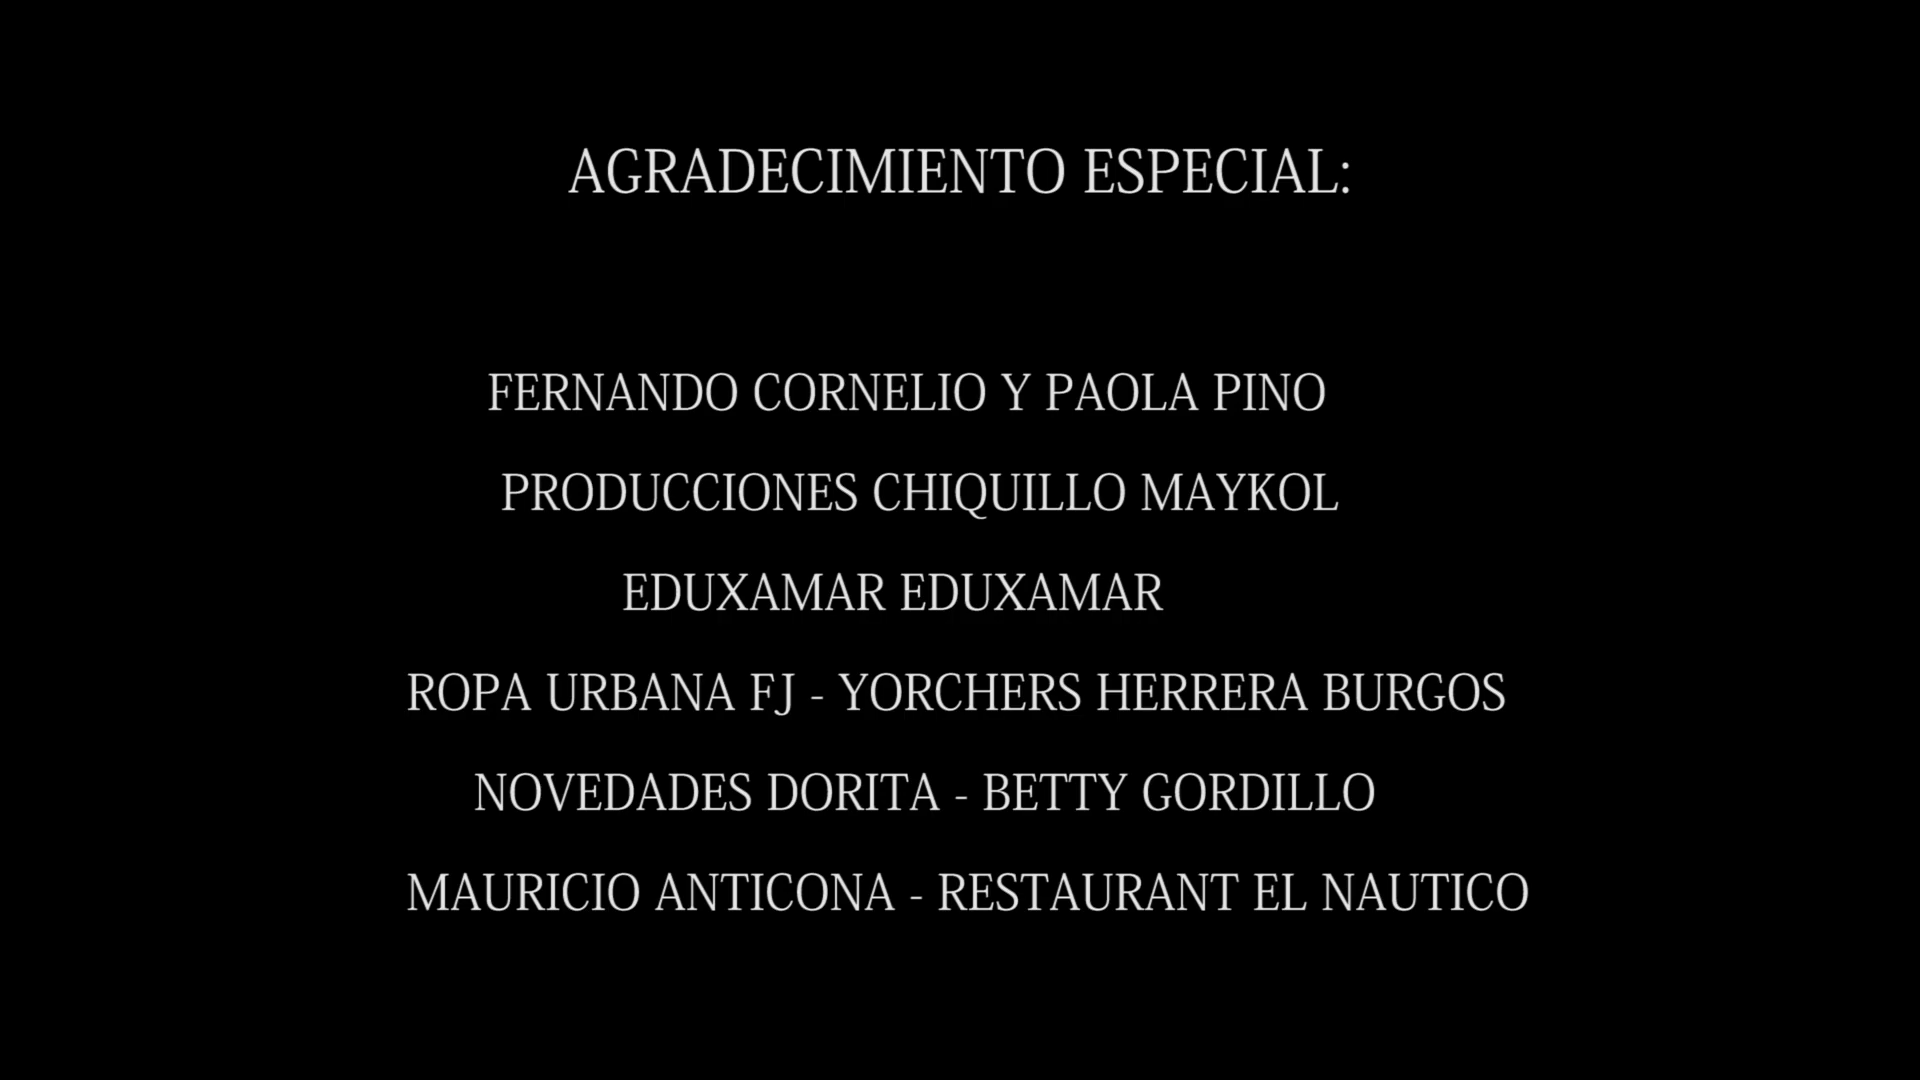 AGRADECIMIENTO ESPECIAL:
FERNANDO CORNELIO Y PAOLA PINO
PRODUCCIONES CHIQUILLO MAYKOL
EDUXAMAR EDUXAMAR
ROPA URBANA FJ - YORCHERS HERRERA BURGOS
NOVEDADES DORITA - BETTY GORDILLO
MAURICIO ANTICONA - RESTAURANT EL NAUTICO